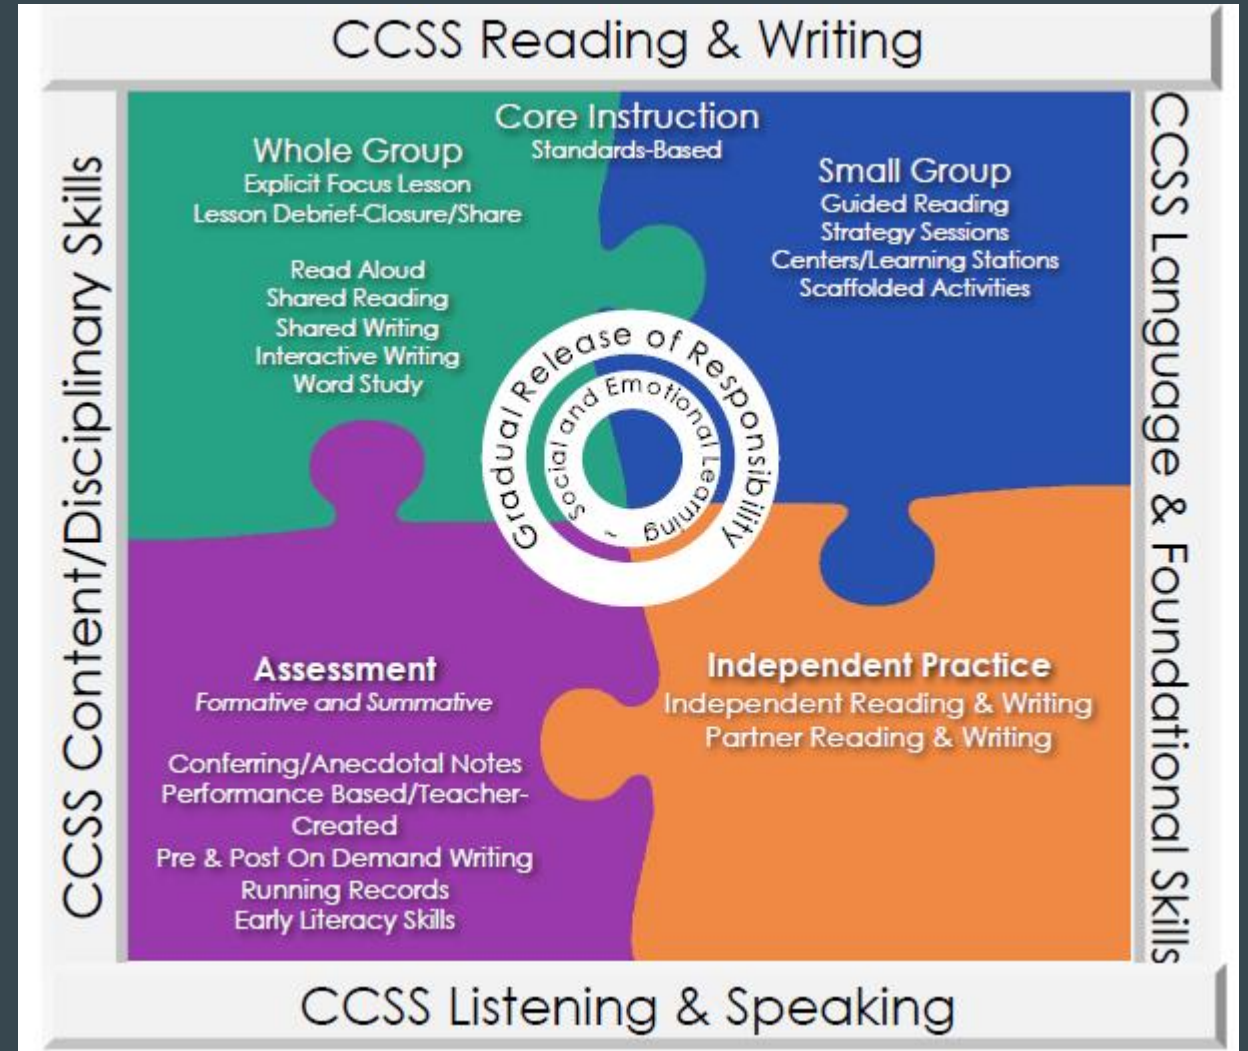 CCSS Reading & Writing
CCSS Content/Disciplinary Skills
Core Instruction
Standards-Based
Whole Group
Explicit Focus Lesson
Lesson Debrief-Closure/Share
Read Aloud
Shared Reading
Shared Writing
Interactive Writing
Word Study
Small Group
Guided Reading
Strategy Sessions
Centers/Learning Stations
Scaffolded Activities
Gradual Release of Responsibility
Social and Emotional Learning ~
Assessment
Formative and Summative
Conferring/Anecdotal Notes
Performance Based/Teacher-
Created
Pre & Post On Demand Writing
Running Records
Early Literacy Skills
Independent Practice
Independent Reading & Writing
Partner Reading & Writing
CCSS Language & Foundational Skills
CCSS Listening & Speaking